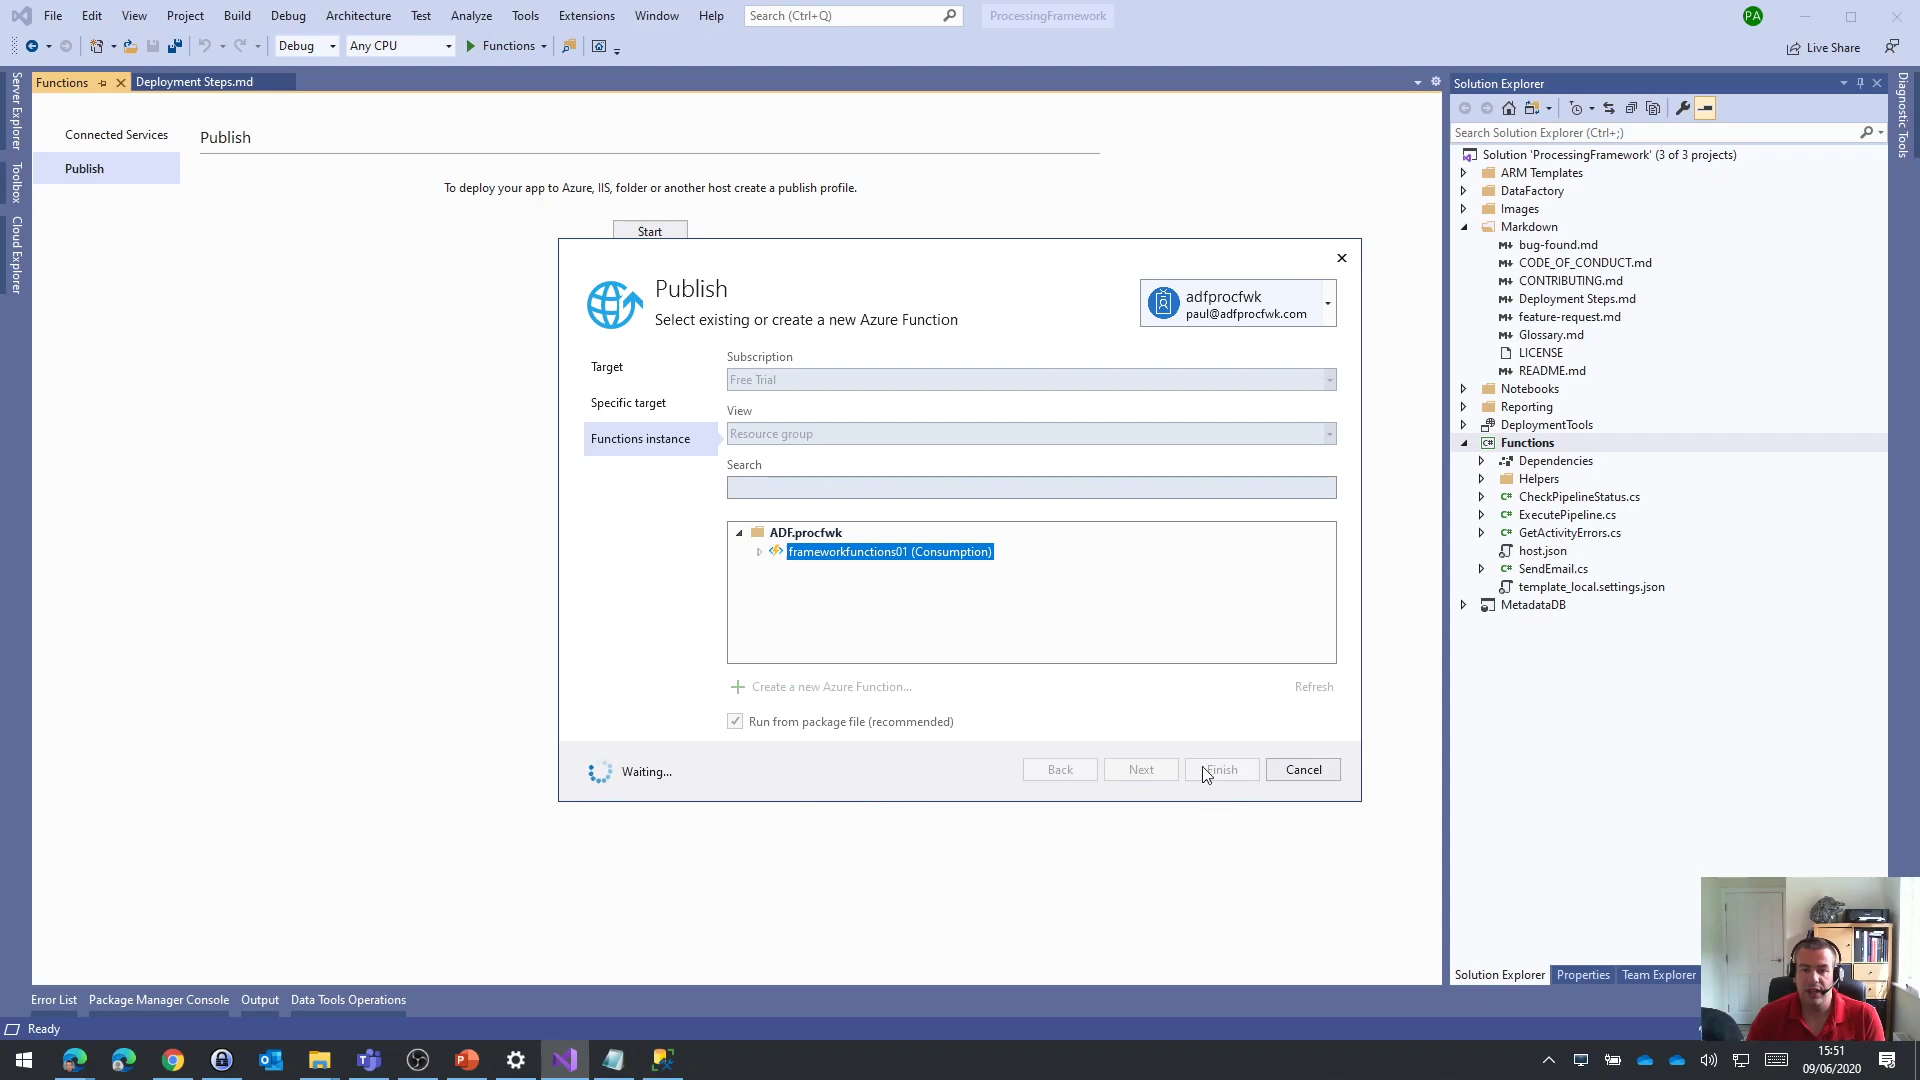 File Edit View Project Build Debug Architecture Test Analyze Tools Extensions Window Help Search (Ctrl+Q) ProcessingFramework PA
Debug Any CPU Functions Live Share
Functions Deployment Steps.md
Server Explorer
Toolbox
Cloud Explorer
Connected Services
Publish
Publish
To deploy your app to Azure, IIS, folder or another host create a publish profile.
Start
Publish
Select existing or create a new Azure Function
adfprocfwk
paul@adfprocfwk.com
Target
Specific target
Functions instance
Subscription
Free Trial
View
Resource group
Search
ADF.procfwk
frameworkfunctions01 (Consumption)
Create a new Azure Function...
Refresh
Run from package file (recommended)
Waiting...
Back Next Finish Cancel
Solution Explorer
Search Solution Explorer (Ctrl+;)
Solution 'ProcessingFramework' (3 of 3 projects)
ARM Templates
DataFactory
Images
Markdown
bug-found.md
CODE_OF_CONDUCT.md
CONTRIBUTING.md
Deployment Steps.md
feature-request.md
Glossary.md
LICENSE
README.md
Notebooks
Reporting
DeploymentTools
C# Functions
Dependencies
Helpers
C# CheckPipelineStatus.cs
C# ExecutePipeline.cs
C# GetActivityErrors.cs
host.json
C# SendEmail.cs
template_local.settings.json
MetadataDB
Diagnostic Tools
Solution Explorer Properties Team Explorer
Error List Package Manager Console Output Data Tools Operations
Ready
15:51
09/06/2020